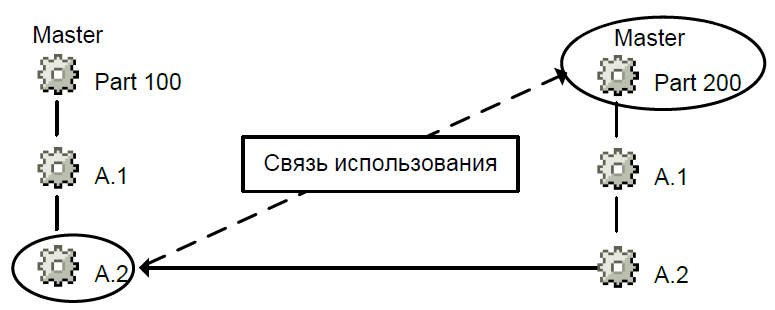 Master
Part 100
A.1
A.2
Связь использования
Master
Part 200
A.1
A.2